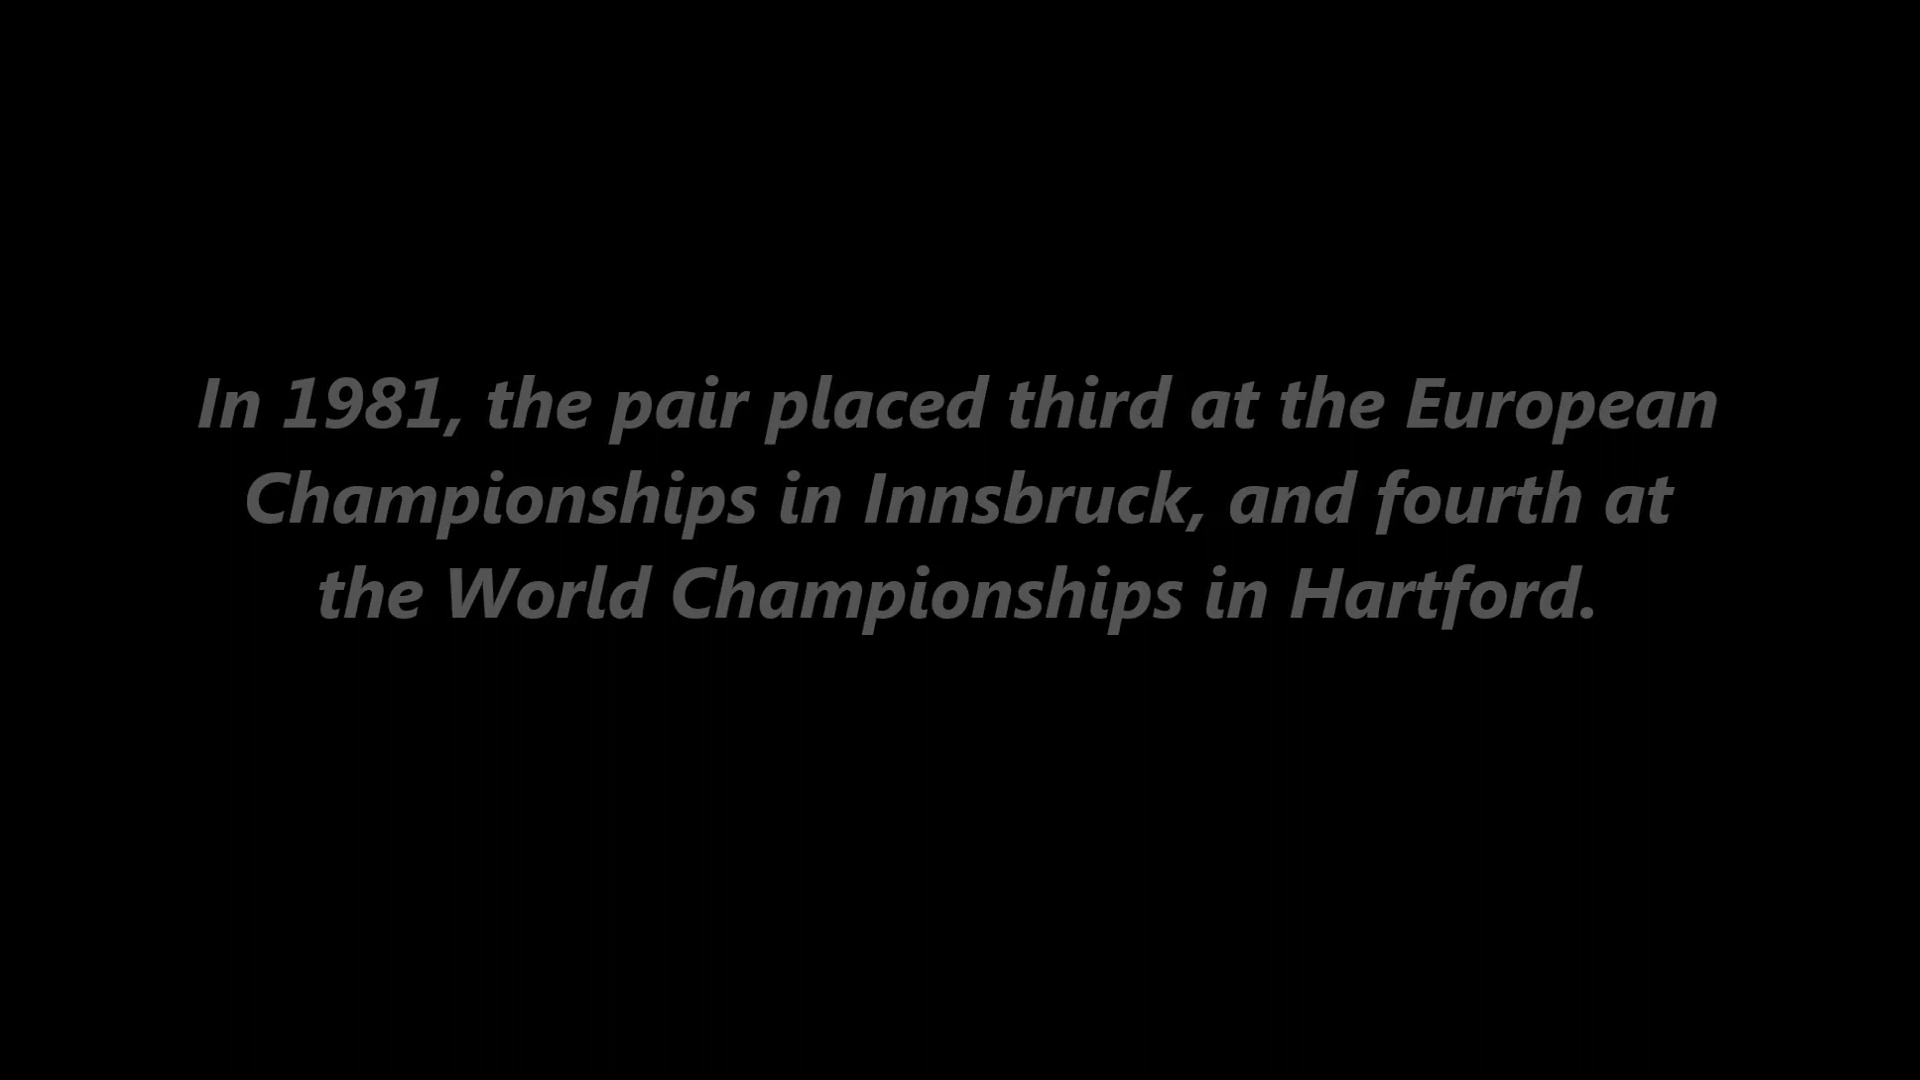 In 1981, the pair placed third at the European
Championships in Innsbruck, and fourth at
the World Championships in Hartford.